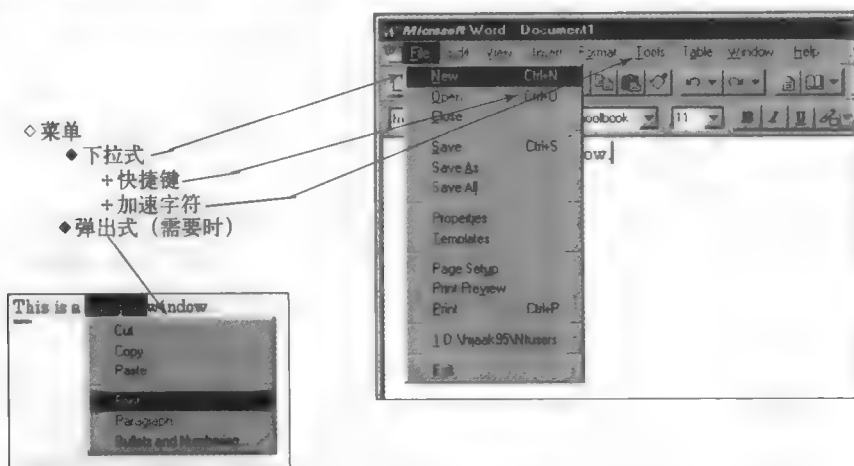 Microsoft Word Document1
File Edit View Insert Format Tools Table Window Help
New Ctrl+N
Open Ctrl+O
Close
Save Ctrl+S
Save As
Save All
Properties
Templates
Page Setup
Print Preview
Print Ctrl+P
Exit
11 B I U
ow.
◇菜单
◆下拉式
+快捷键
+加速字符
◆弹出式（需要时）
This is a window
Cut
Copy
Paste
Font
Paragraph
Bullets and Numbering...